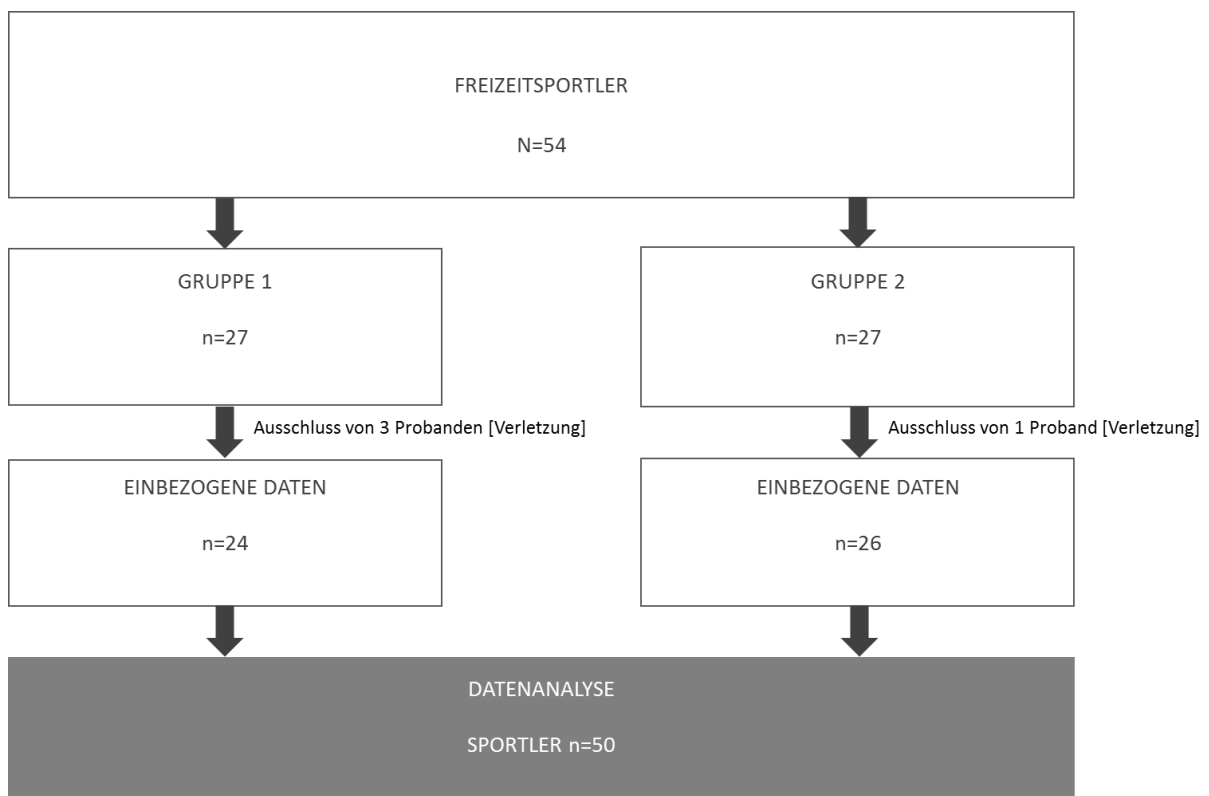 FREIZEITSPORTLER
N=54
GRUPPE 1
n=27
GRUPPE 2
n=27
Ausschluss von 3 Probanden [Verletzung]
Ausschluss von 1 Proband [Verletzung]
EINBEZOGENE DATEN
n=24
EINBEZOGENE DATEN
n=26
DATENANALYSE
SPORTLER n=50